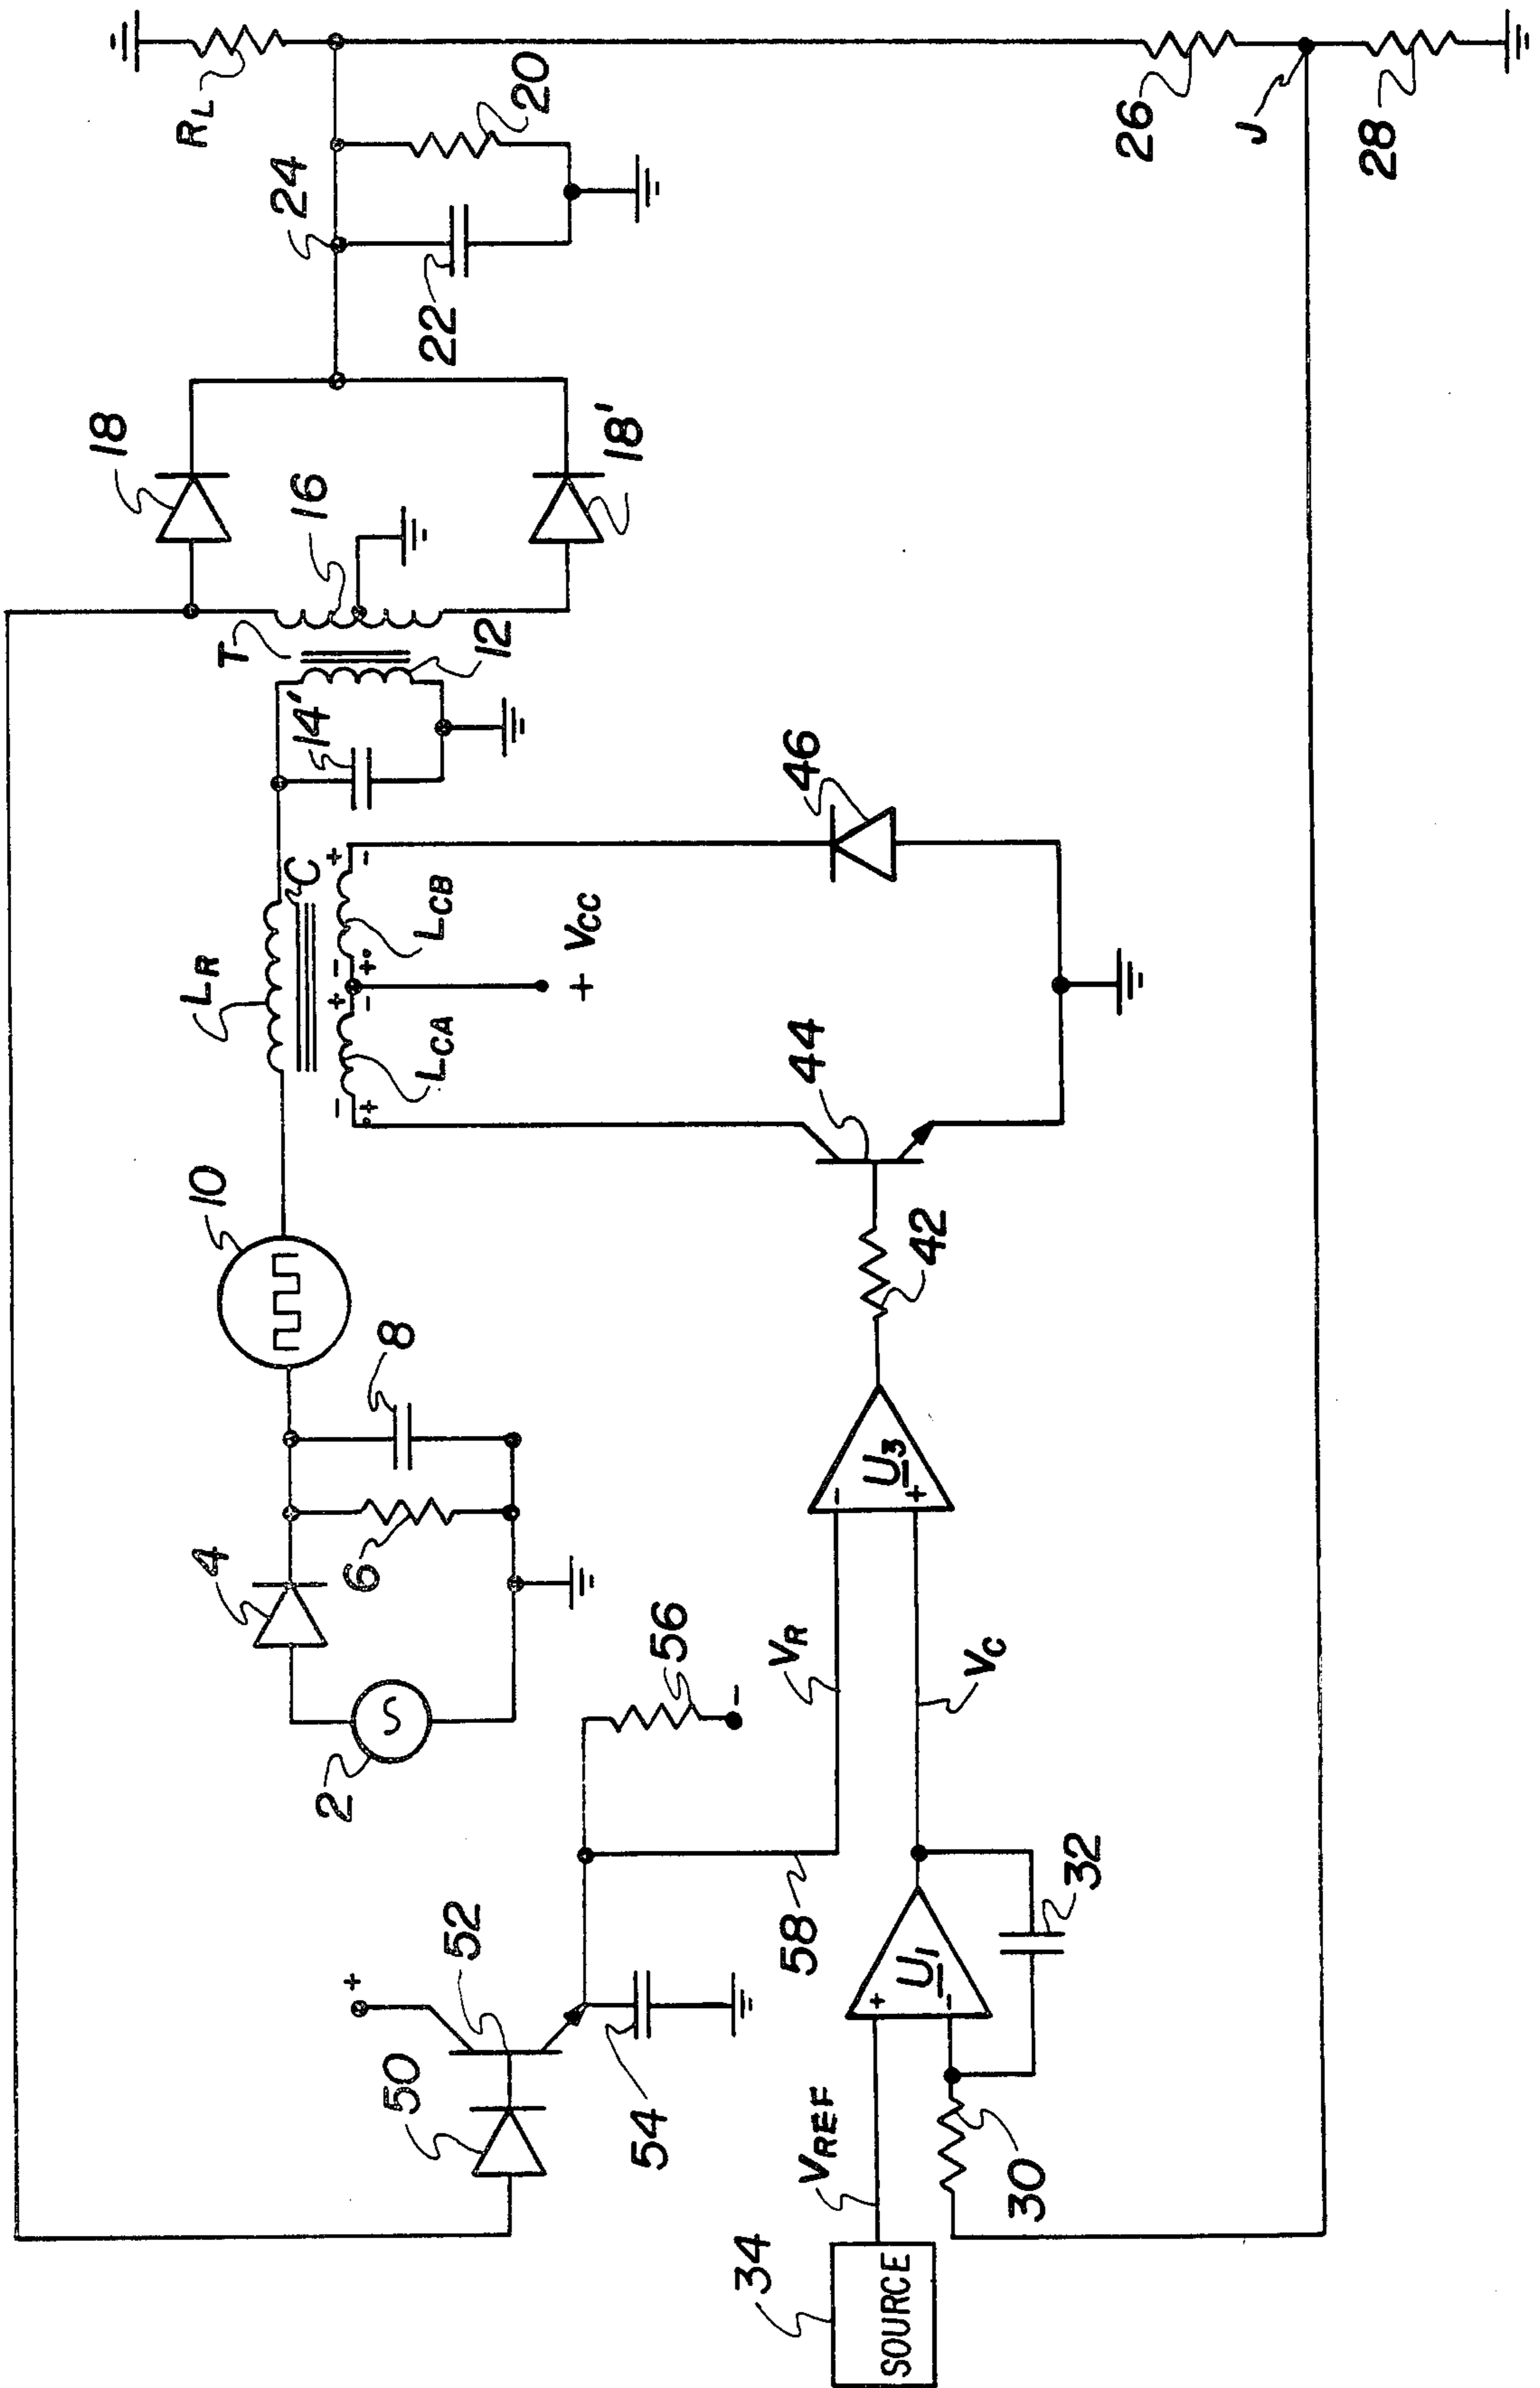 RL
24
20
22
26
J
28
18
16
18'
T
12
14'
C
LR
+
-
LCB
-
+
+
-
LCA
-
+
+ VCC
46
44
10
42
8
6
4
2
S
56
-
VR
VC
U3
-
+
58
52
+
50
54
U1
+
-
32
30
VREF
34
SOURCE